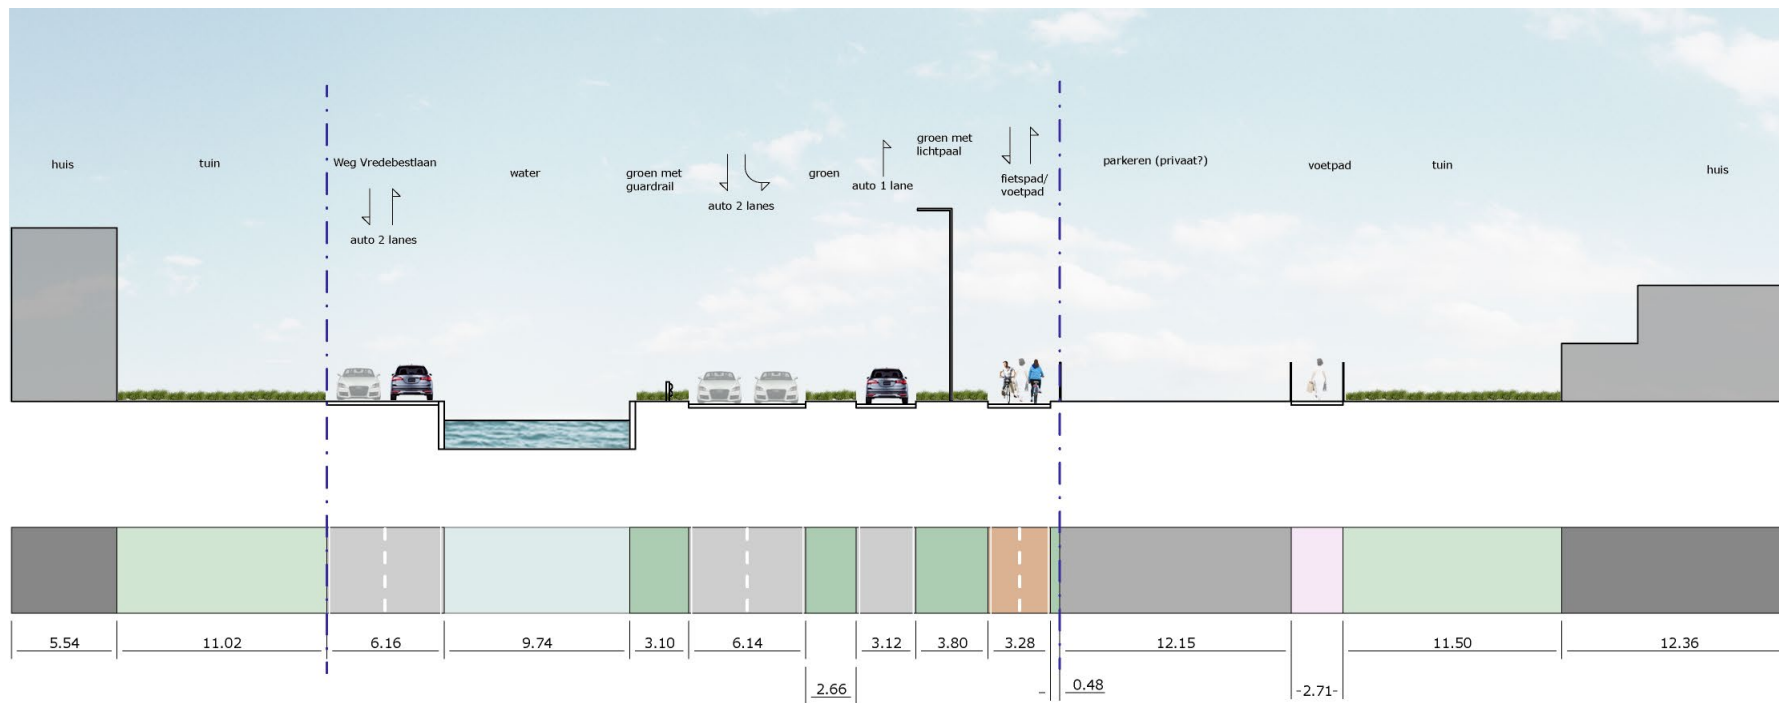 huis
tuin
Weg Vredebestlaan
auto 2 lanes
water
groen met
guardrail
auto 2 lanes
groen
auto 1 lane
groen met
lichtpaal
fietspad/
voetpad
parkeren (privaat?)
voetpad
tuin
huis
5.54
11.02
6.16
9.74
3.10
6.14
2.66
3.12
3.80
3.28
0.48
12.15
-2.71-
11.50
12.36